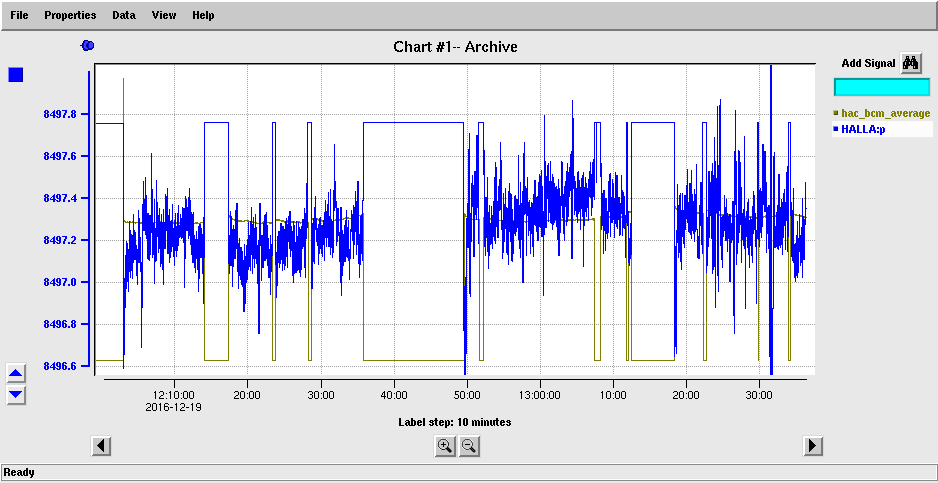 File Properties Data View Help
Chart #1-- Archive
Add Signal
hac_bcm_average
HALLA:p
8497.8
8497.6
8497.4
8497.2
8497.0
8496.8
8496.6
12:10:00 20:00 30:00 40:00 50:00 13:00:00 10:00 20:00 30:00
2016-12-19
Label step: 10 minutes
Ready